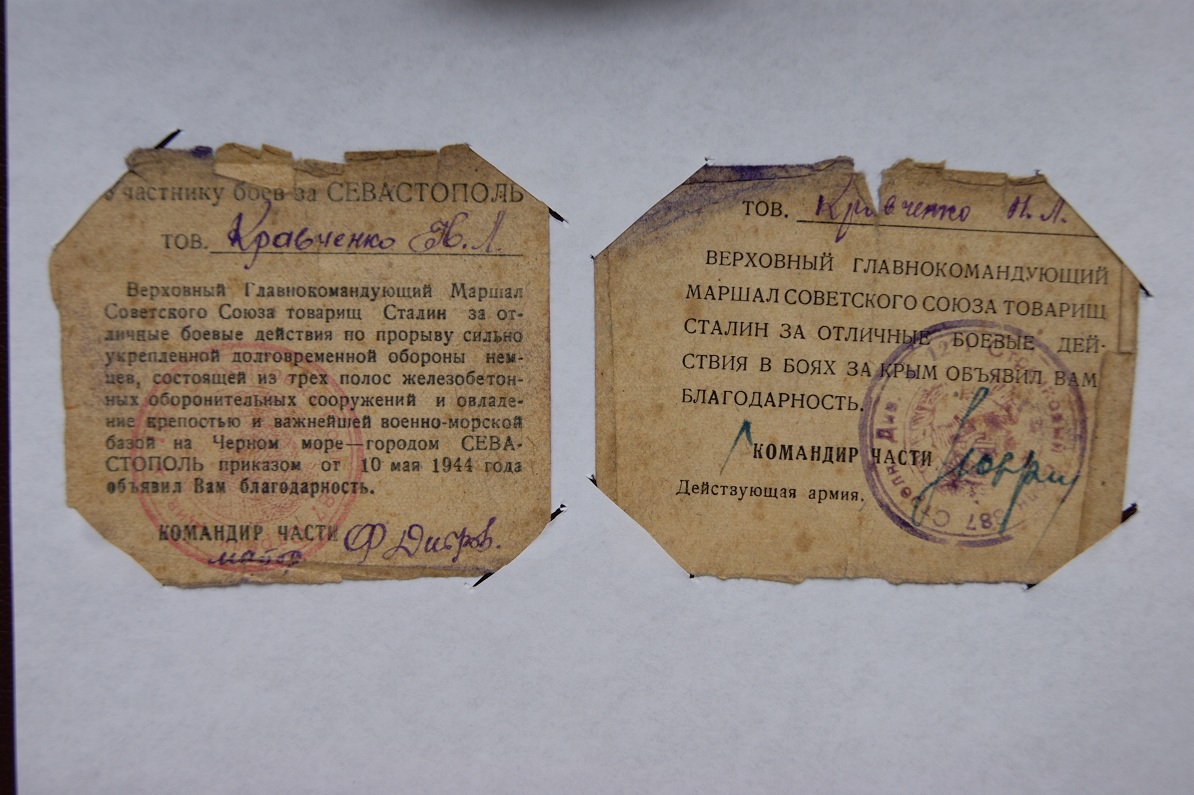 Участнику боев за СЕВАСТОПОЛЬ
ТОВ. Кравченко Н.Л.
Верховный Главнокомандующий Маршал
Советского Союза товарищ Сталин за от-
личные боевые действия по прорыву сильно
укрепленной долговременной обороны нем-
цев, состоящей из трех полос железобетон-
ных оборонительных сооружений и овладе-
ние крепостью и важнейшей военно-морской
базой на Черном море—городом СЕВА-
СТОПОЛЬ приказом от 10 мая 1944 года
объявил Вам благодарность.
КОМАНДИР ЧАСТИ
майор
ТОВ. Кравченко Н.Л.
ВЕРХОВНЫЙ ГЛАВНОКОМАНДУЮЩИЙ
МАРШАЛ СОВЕТСКОГО СОЮЗА ТОВАРИЩ
СТАЛИН ЗА ОТЛИЧНЫЕ БОЕВЫЕ ДЕЙ-
СТВИЯ В БОЯХ ЗА КРЫМ ОБЪЯВИЛ ВАМ
БЛАГОДАРНОСТЬ.
КОМАНДИР ЧАСТИ
Действующая армия.